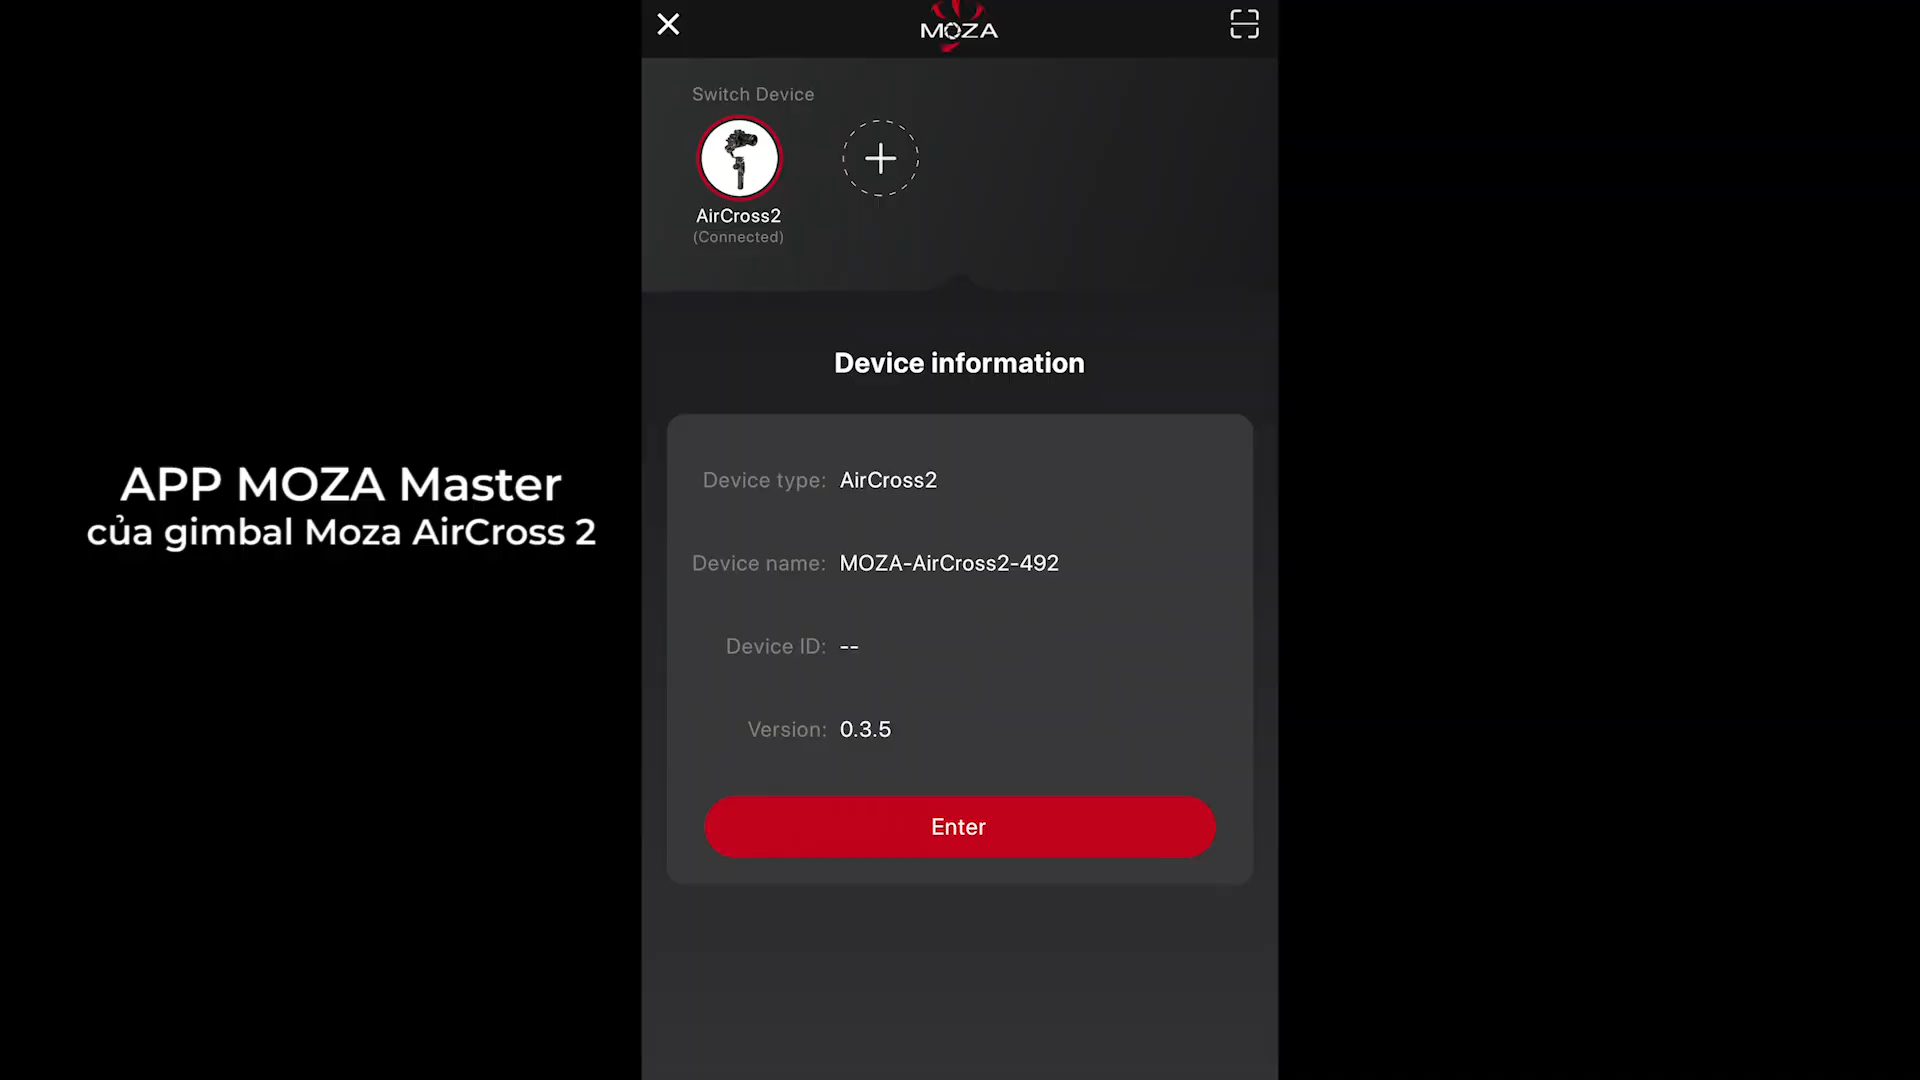 MOZA
Switch Device
AirCross2
(Connected)
Device information
APP MOZA Master
của gimbal Moza AirCross 2
Device type: AirCross2
Device name: MOZA-AirCross2-492
Device ID: --
Version: 0.3.5
Enter